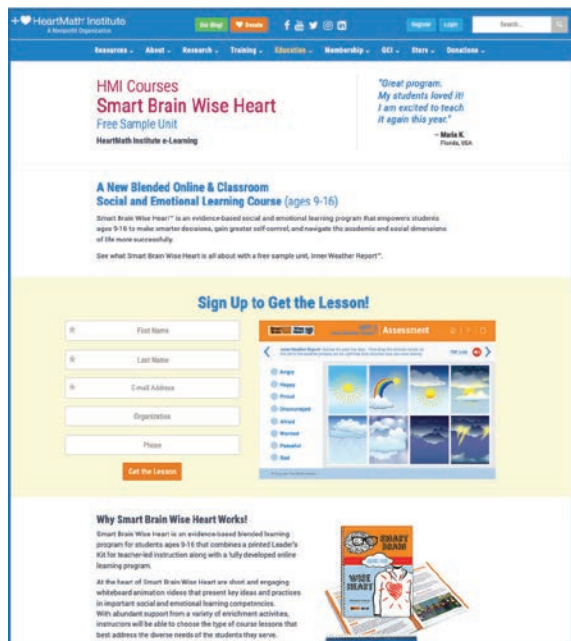 HeartMath Institute
A Nonprofit Organization
Get Blog!
Donate
Register
Login
Search...
Resources
About
Research
Training
Education
Membership
GCI
Store
Donations
HMI Courses
Smart Brain Wise Heart
Free Sample Unit
HeartMath Institute e-Learning
"Great program.
My students loved it!
I am excited to teach
it again this year."
– Maria K.
Florida, USA
A New Blended Online & Classroom
Social and Emotional Learning Course (ages 9-16)
Smart Brain Wise Heart™ is an evidence-based social and emotional learning program that empowers students
ages 9-16 to make smarter decisions, gain greater self-control, and navigate the academic and social dimensions
of life more successfully.
See what Smart Brain Wise Heart is all about with a free sample unit, Inner Weather Report™.
Sign Up to Get the Lesson!
* First Name
* Last Name
* E-mail Address
Organization
Phone
Get the Lesson
Assessment
Angry
Happy
Proud
Discouraged
Afraid
Worried
Peaceful
Sad
Why Smart Brain Wise Heart Works!
Smart Brain Wise Heart is an evidence-based blended learning
program for students ages 9-16 that combines a printed Leader's
Kit for teacher-led instruction along with a fully developed online
learning program.
At the heart of Smart Brain Wise Heart are short and engaging
whiteboard animation videos that present key ideas and practices
in important social and emotional learning competencies.
With abundant support from a variety of enrichment activities,
instructors will be able to choose the type of course lessons that
best address the diverse needs of the students they serve.
SMART
BRAIN
WISE
HEART